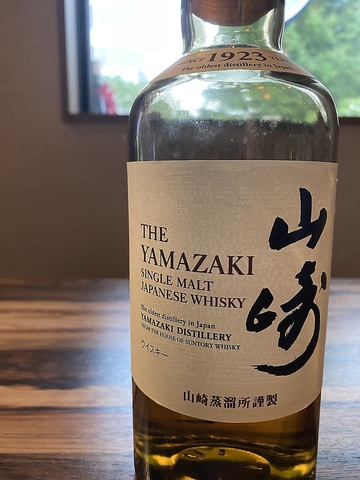 SINCE 1923
The oldest distillery in Japan
THE
YAMAZAKI
SINGLE MALT
JAPANESE WHISKY
The oldest distillery in Japan
YAMAZAKI DISTILLERY
FROM THE HOUSE OF SUNTORY WHISKY
ウイスキー
山崎
山崎蒸溜所謹製